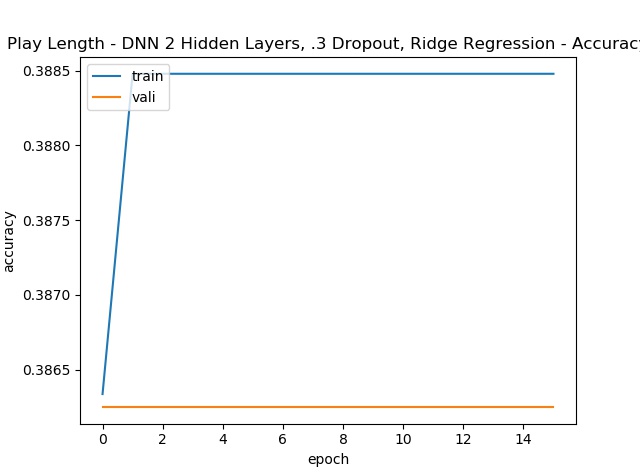 Play Length - DNN 2 Hidden Layers, .3 Dropout, Ridge Regression - Accuracy
train
vali
0.3885
0.3880
0.3875
0.3870
0.3865
accuracy
0 2 4 6 8 10 12 14
epoch